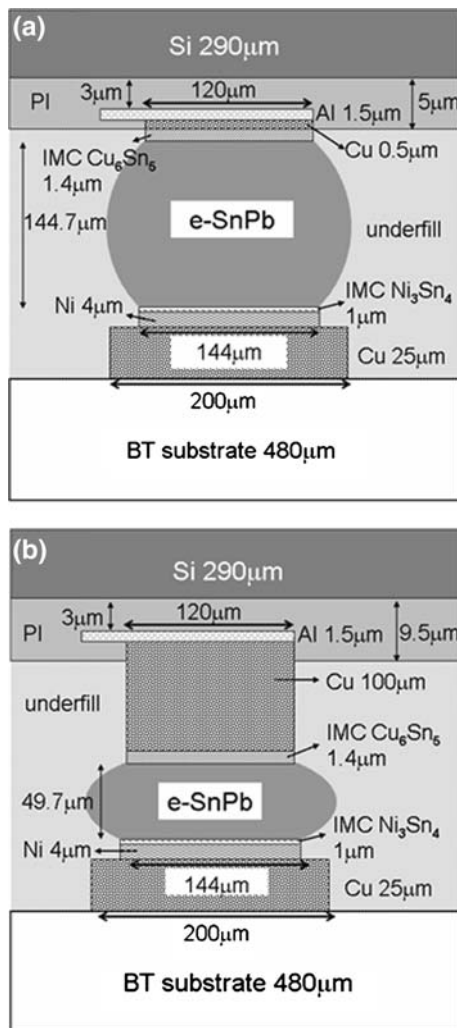 (a)
Si 290μm
PI
3μm
120μm
Al 1.5μm
5μm
Cu 0.5μm
IMC Cu₆Sn₅
1.4μm
144.7μm
e-SnPb
underfill
Ni 4μm
IMC Ni₃Sn₄
1μm
144μm
Cu 25μm
200μm
BT substrate 480μm
(b)
Si 290μm
PI
3μm
120μm
Al 1.5μm
9.5μm
Cu 100μm
underfill
IMC Cu₆Sn₅
1.4μm
49.7μm
e-SnPb
Ni 4μm
IMC Ni₃Sn₄
1μm
144μm
Cu 25μm
200μm
BT substrate 480μm